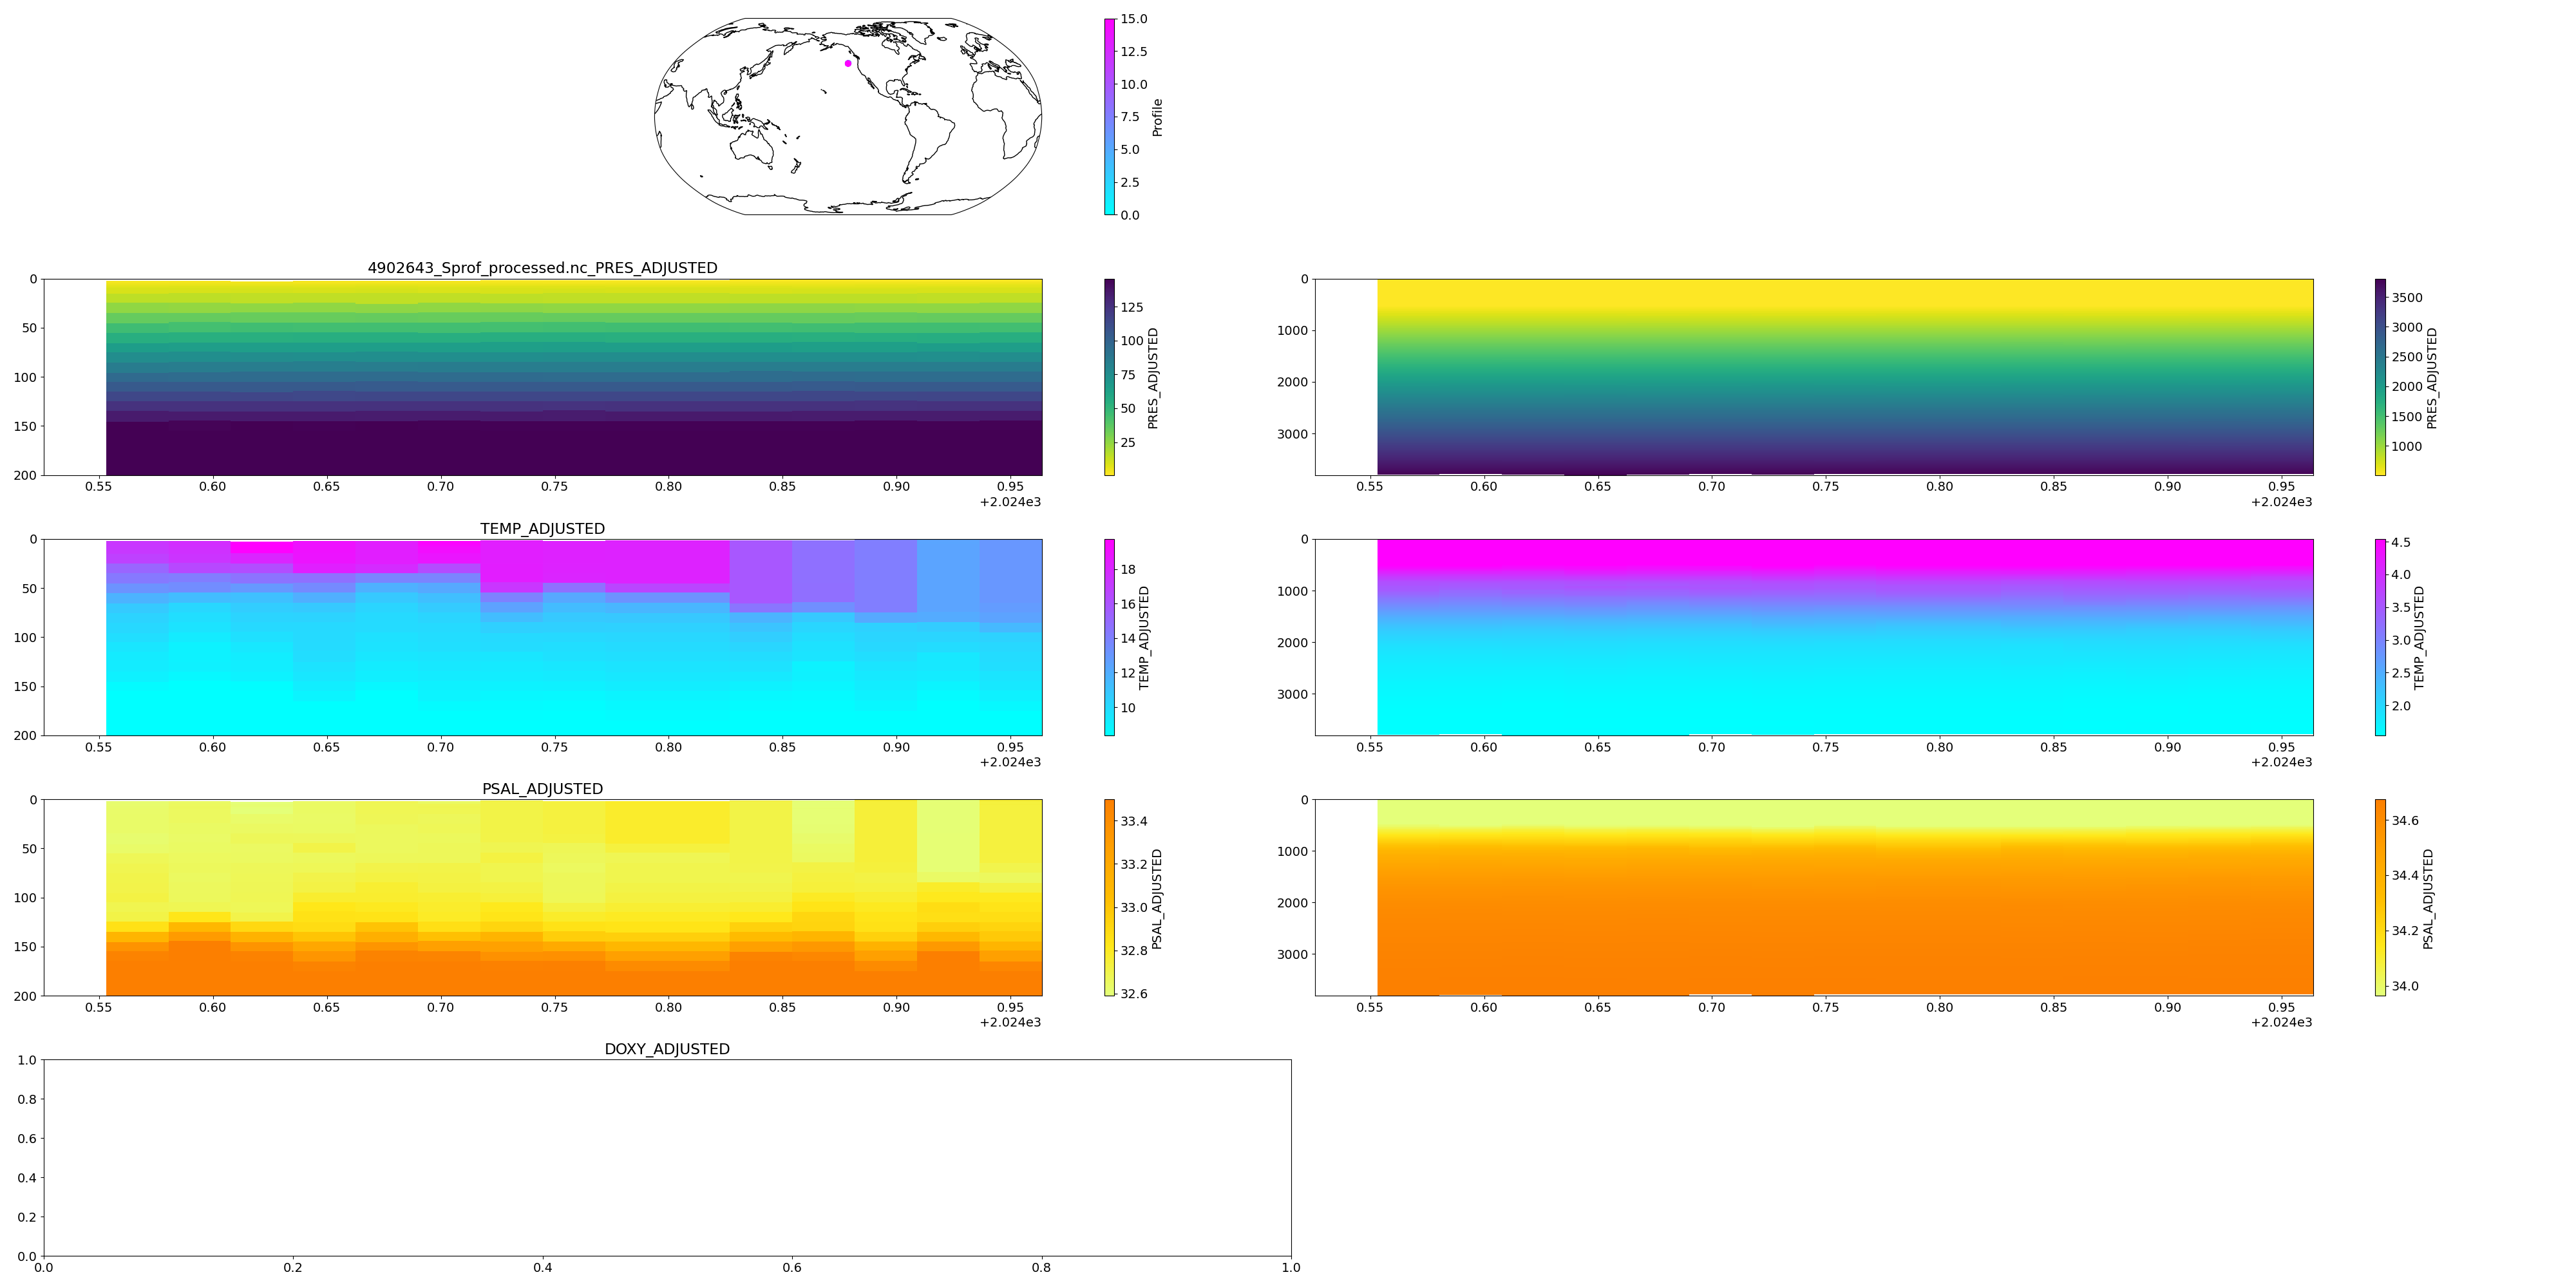 15.0
12.5
10.0
7.5
5.0
2.5
0.0
Profile
4902643_Sprof_processed.nc_PRES_ADJUSTED
0
50
100
150
200
0.55 0.60 0.65 0.70 0.75 0.80 0.85 0.90 0.95
+2.024e3
125
100
75
50
25
PRES_ADJUSTED
0
1000
2000
3000
0.55 0.60 0.65 0.70 0.75 0.80 0.85 0.90 0.95
+2.024e3
3500
3000
2500
2000
1500
1000
PRES_ADJUSTED
TEMP_ADJUSTED
0
50
100
150
200
0.55 0.60 0.65 0.70 0.75 0.80 0.85 0.90 0.95
+2.024e3
18
16
14
12
10
TEMP_ADJUSTED
0
1000
2000
3000
0.55 0.60 0.65 0.70 0.75 0.80 0.85 0.90 0.95
+2.024e3
4.5
4.0
3.5
3.0
2.5
2.0
TEMP_ADJUSTED
PSAL_ADJUSTED
0
50
100
150
200
0.55 0.60 0.65 0.70 0.75 0.80 0.85 0.90 0.95
+2.024e3
33.4
33.2
33.0
32.8
32.6
PSAL_ADJUSTED
0
1000
2000
3000
0.55 0.60 0.65 0.70 0.75 0.80 0.85 0.90 0.95
+2.024e3
34.6
34.4
34.2
34.0
PSAL_ADJUSTED
DOXY_ADJUSTED
1.0
0.8
0.6
0.4
0.2
0.0
0.0 0.2 0.4 0.6 0.8 1.0